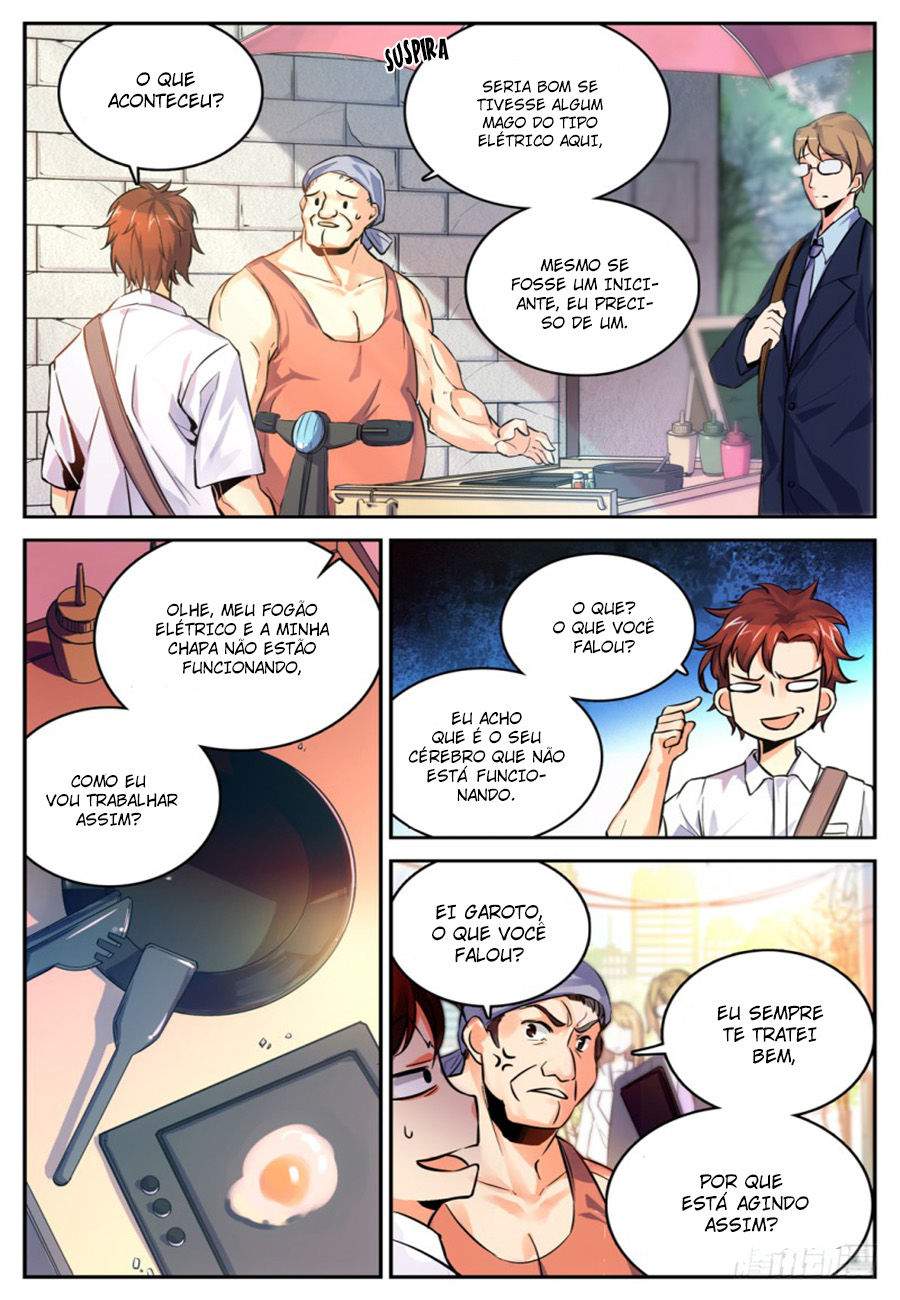 O QUE
ACONTECEU?
SUSPIRA
SERIA BOM SE
TIVESSE ALGUM
MAGO DO TIPO
ELÉTRICO AQUI,
MESMO SE
FOSSE UM INICI-
ANTE, EU PRECI-
SO DE UM.
OLHE, MEU FOGÃO
ELÉTRICO E A MINHA
CHAPA NÃO ESTÃO
FUNCIONANDO,
COMO EU
VOU TRABALHAR
ASSIM?
O QUE?
O QUE VOCÊ
FALOU?
EU ACHO
QUE É O SEU
CÉREBRO QUE NÃO
ESTÁ FUNCIO-
NANDO.
EI GAROTO,
O QUE VOCÊ
FALOU?
EU SEMPRE
TE TRATEI
BEM,
POR QUE
ESTÁ AGINDO
ASSIM?